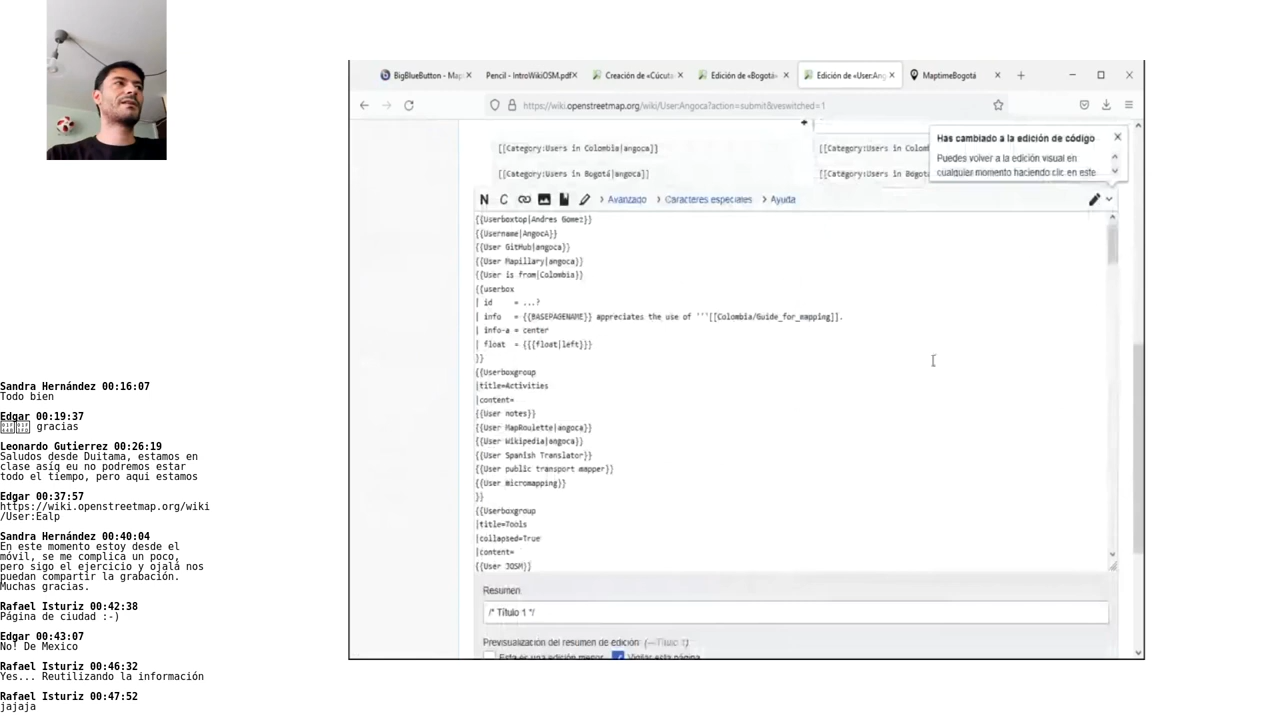 BigBlueButton - Map
Pencil - IntroWikiOSM.pdf
Creación de «Cúcuta
Edición de «Bogotá»
Edición de «User:Ang
MaptimeBogotá
https://wiki.openstreetmap.org/wiki/User:Angoca?action=submit&veswitched=1
Has cambiado a la edición de código
Puedes volver a la edición visual en
cualquier momento haciendo clic en este
[[Category:Users in Colombia|angoca]]
[[Category:Users in Colom
[[Category:Users in Bogotá|angoca]]
[[Category:Users in Bogota
N C Avanzado Caracteres especiales Ayuda
{{Userboxtop|Andres Gomez}}
{{Username|AngocA}}
{{User GitHub|angoca}}
{{User Mapillary|angoca}}
{{User is from|Colombia}}
{{userbox
| id = ...?
| info = {{BASEPAGENAME}} appreciates the use of '''[[Colombia/Guide_for_mapping]].
| info-a = center
| float = {{{float|left}}}
}}
{{Userboxgroup
|title=Activities
|content=
{{User notes}}
{{User MapRoulette|angoca}}
{{User Wikipedia|angoca}}
{{User Spanish Translator}}
{{User public transport mapper}}
{{User micromapping}}
}}
{{Userboxgroup
|title=Tools
|collapsed=True
|content=
{{User JOSM}}
Resumen:
/* Título 1 */
Previsualización del resumen de edición: (→Título 1)
Esta es una edición menor
Vigilar esta página
Sandra Hernández 00:16:07
Todo bien
Edgar 00:19:37
gracias
Leonardo Gutierrez 00:26:19
Saludos desde Duitama, estamos en
clase asíg eu no podremos estar
todo el tiempo, pero aqui estamos
Edgar 00:37:57
https://wiki.openstreetmap.org/wiki
/User:Ealp
Sandra Hernández 00:40:04
En este momento estoy desde el
móvil, se me complica un poco,
pero sigo el ejercicio y ojalá nos
puedan compartir la grabación.
Muchas gracias.
Rafael Isturiz 00:42:38
Página de ciudad :-)
Edgar 00:43:07
No! De Mexico
Rafael Isturiz 00:46:32
Yes... Reutilizando la información
Rafael Isturiz 00:47:52
jajaja